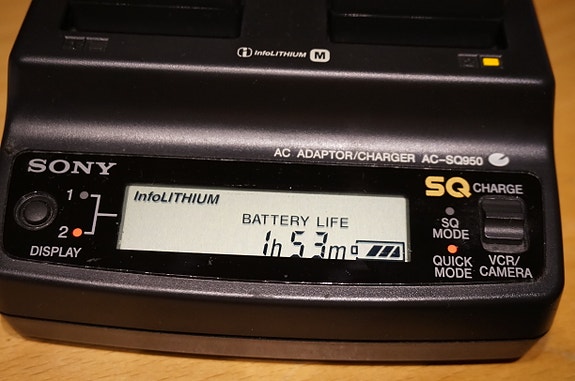 InfoLITHIUM M
AC ADAPTOR/CHARGER AC-SQ950
SONY
SQ CHARGE
1
2
DISPLAY
InfoLITHIUM
BATTERY LIFE
1h53m
SQ
MODE
QUICK
MODE
VCR/
CAMERA